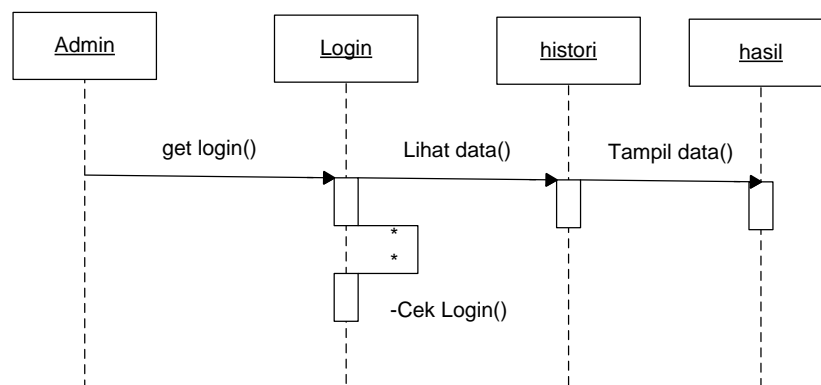 Admin
Login
histori
hasil
get login()
Lihat data()
Tampil data()
*
*
-Cek Login()